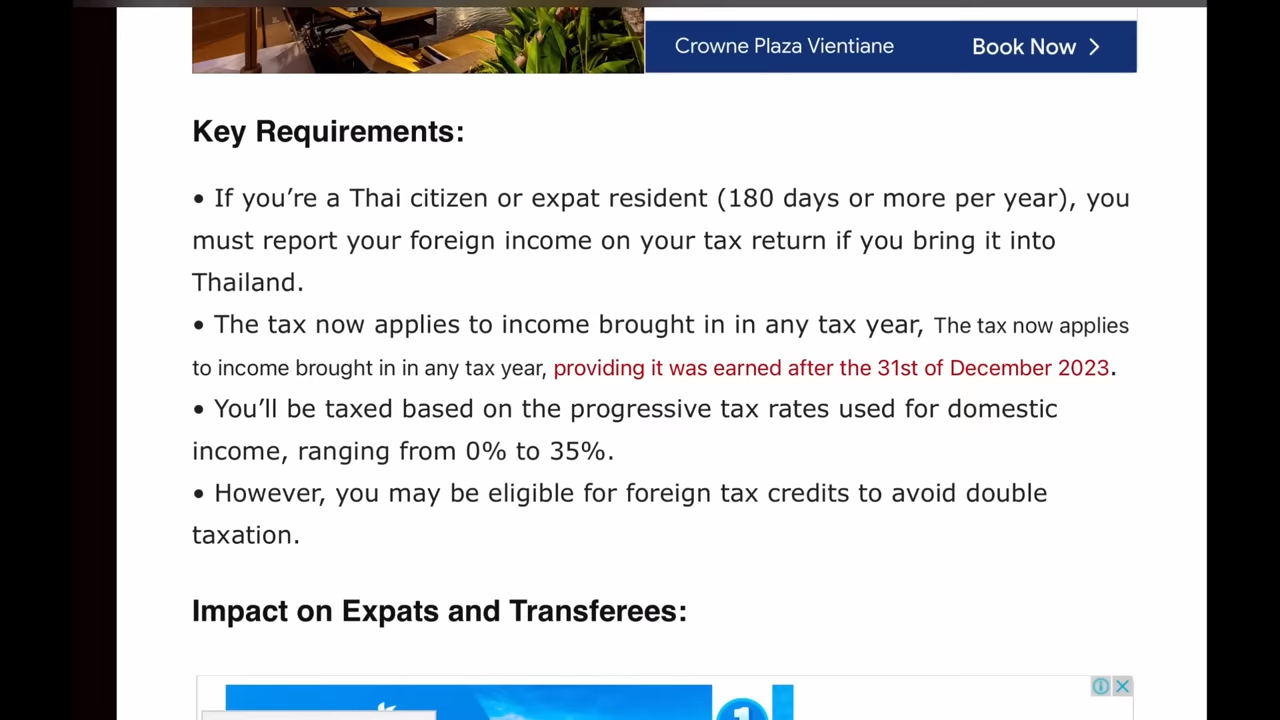 Crowne Plaza Vientiane
Book Now >
Key Requirements:
• If you’re a Thai citizen or expat resident (180 days or more per year), you
must report your foreign income on your tax return if you bring it into
Thailand.
• The tax now applies to income brought in in any tax year, The tax now applies
to income brought in in any tax year, providing it was earned after the 31st of December 2023.
• You’ll be taxed based on the progressive tax rates used for domestic
income, ranging from 0% to 35%.
• However, you may be eligible for foreign tax credits to avoid double
taxation.
Impact on Expats and Transferees:
1